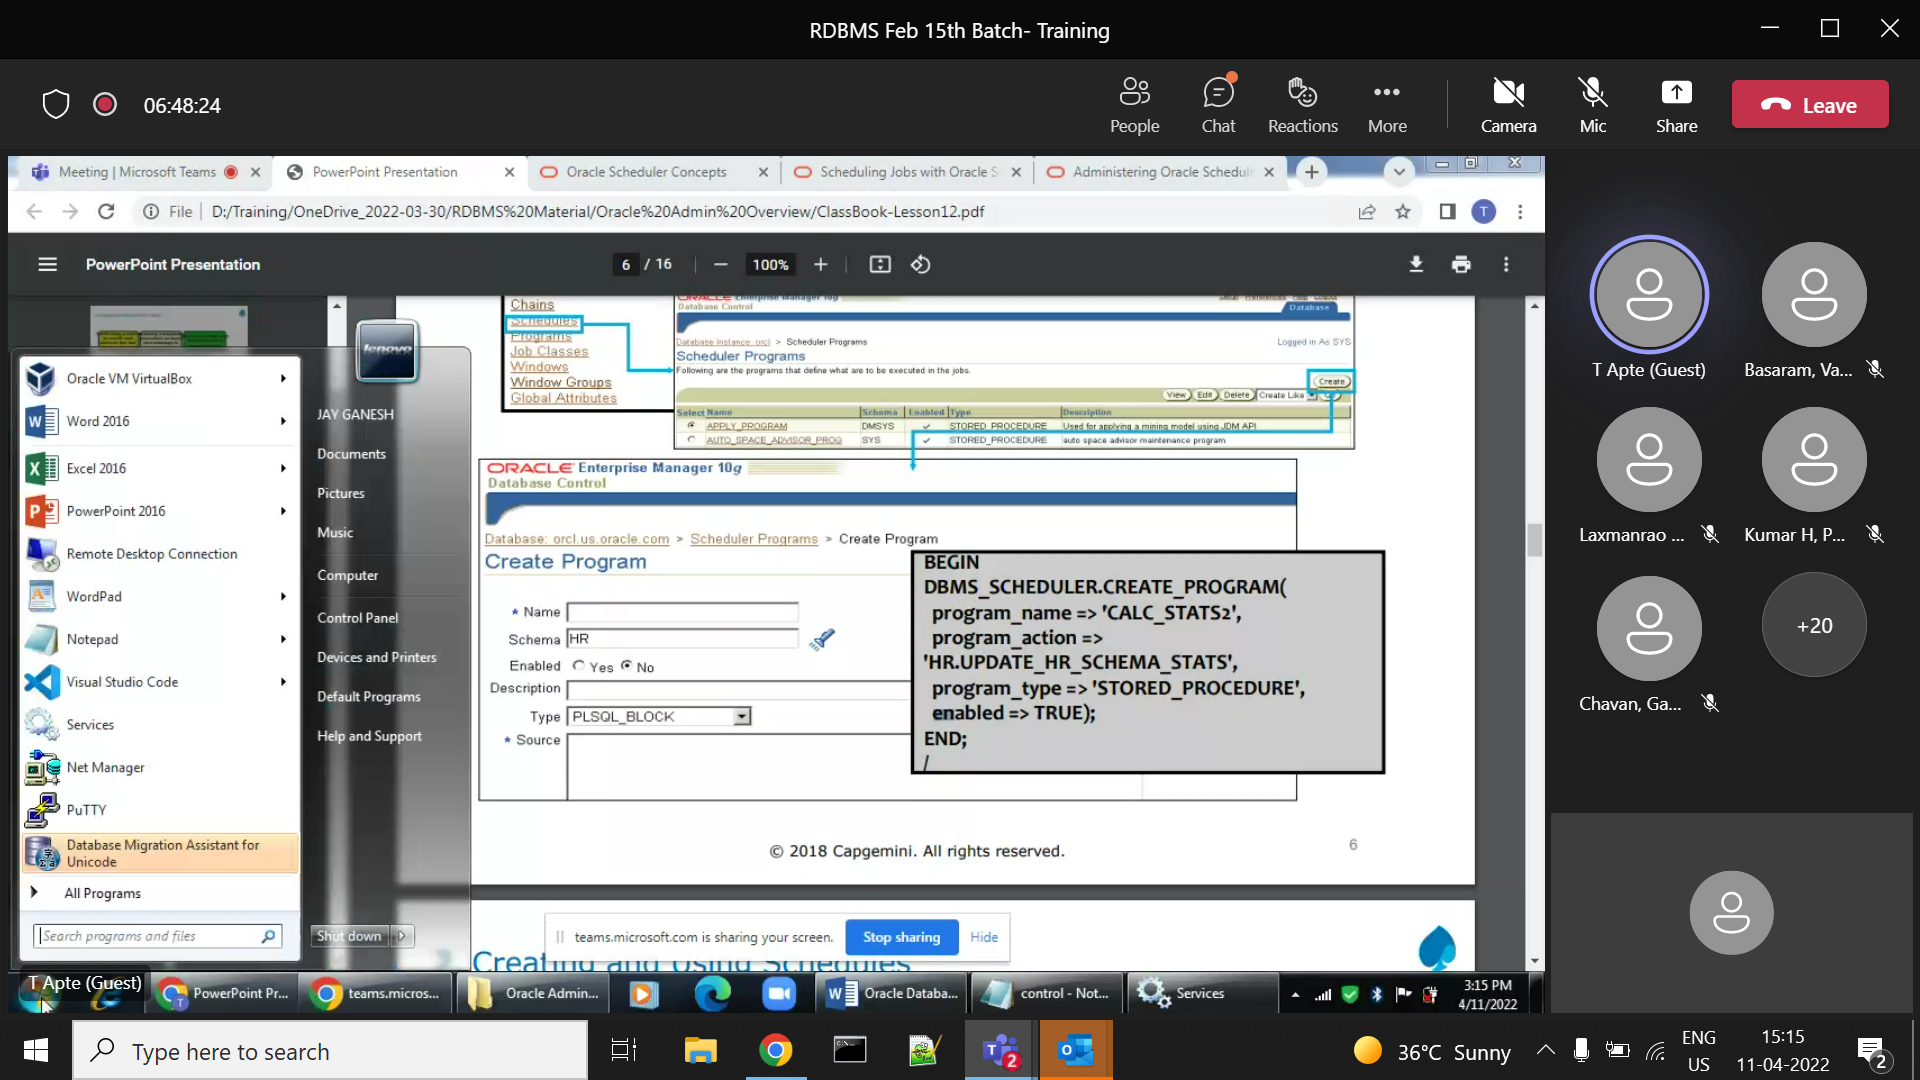 RDBMS Feb 15th Batch- Training
06:48:24
People
Chat
Reactions
More
Camera
Mic
Share
Leave
Meeting | Microsoft Teams
PowerPoint Presentation
Oracle Scheduler Concepts
Scheduling Jobs with Oracle S
Administering Oracle Schedul
File | D:/Training/OneDrive_2022-03-30/RDBMS%20Material/Oracle%20Admin%20Overview/ClassBook-Lesson12.pdf
T
PowerPoint Presentation
6 / 16
100%
Chains
Schedules
Programs
Job Classes
Windows
Window Groups
Global Attributes
ORACLE Enterprise Manager 10g
Database Control
Database
Database Instance: orcl > Scheduler Programs
Logged in As SYS
Scheduler Programs
Following are the programs that define what are to be executed in the jobs.
Create
View Edit Delete Create Like
Select Name Schema Enabled Type Description
APPLY_PROGRAM DMSYS STORED_PROCEDURE Used for applying a mining model using JDM API
AUTO_SPACE_ADVISOR_PROG SYS STORED_PROCEDURE auto space advisor maintenance program
ORACLE Enterprise Manager 10g
Database Control
Database: orcl.us.oracle.com > Scheduler Programs > Create Program
Create Program
* Name
Schema HR
Enabled Yes No
Description
Type PLSQL_BLOCK
* Source
BEGIN
DBMS_SCHEDULER.CREATE_PROGRAM(
program_name => 'CALC_STATS2',
program_action =>
'HR.UPDATE_HR_SCHEMA_STATS',
program_type => 'STORED_PROCEDURE',
enabled => TRUE);
END;
/
© 2018 Capgemini. All rights reserved.
6
Creating and Using Schedules
teams.microsoft.com is sharing your screen.
Stop sharing
Hide
lenovo
Oracle VM VirtualBox
Word 2016
Excel 2016
PowerPoint 2016
Remote Desktop Connection
WordPad
Notepad
Visual Studio Code
Services
Net Manager
PuTTY
Database Migration Assistant for
Unicode
All Programs
Search programs and files
JAY GANESH
Documents
Pictures
Music
Computer
Control Panel
Devices and Printers
Default Programs
Help and Support
Shut down
T Apte (Guest)
PowerPoint Pr...
teams.micros...
Oracle Admin...
Oracle Databa...
control - Not...
Services
3:15 PM
4/11/2022
T Apte (Guest)
Basaram, Va...
Laxmanrao ...
Kumar H, P...
Chavan, Ga...
+20
Type here to search
2
36°C Sunny
ENG
US
15:15
11-04-2022
2